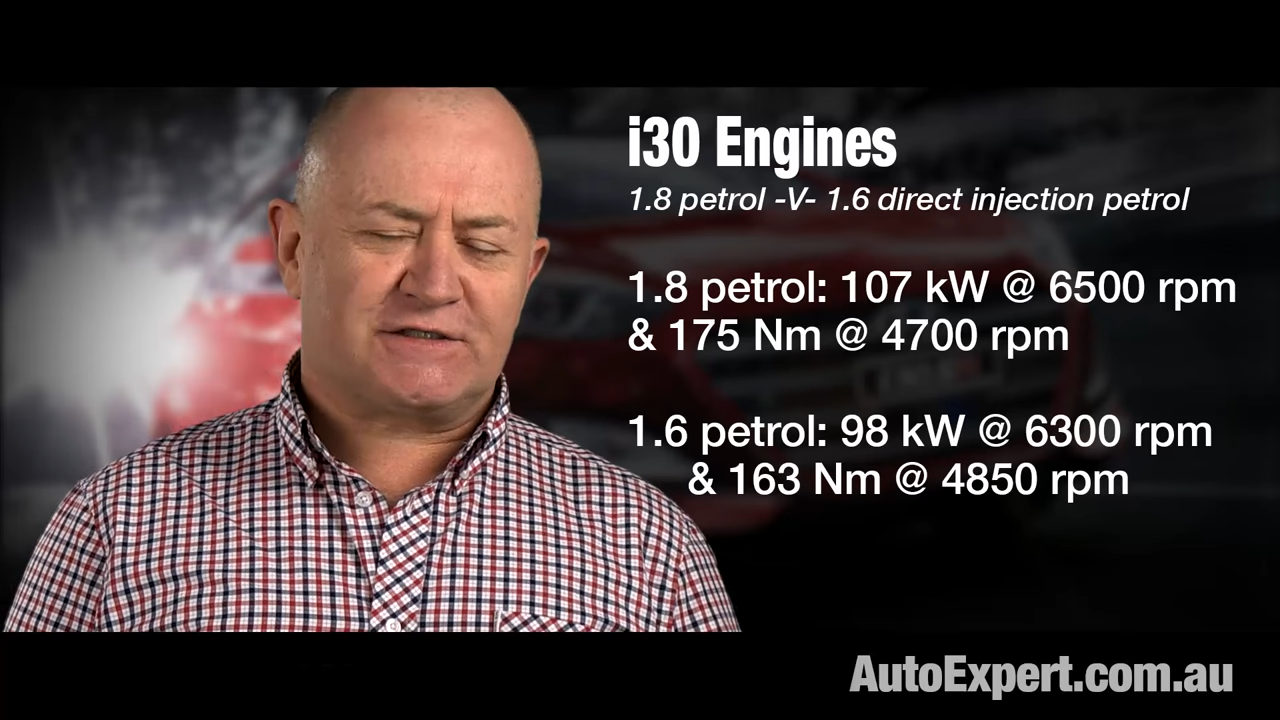 i30 Engines
1.8 petrol -V- 1.6 direct injection petrol
1.8 petrol: 107 kW @ 6500 rpm
& 175 Nm @ 4700 rpm
1.6 petrol: 98 kW @ 6300 rpm
& 163 Nm @ 4850 rpm
AutoExpert.com.au